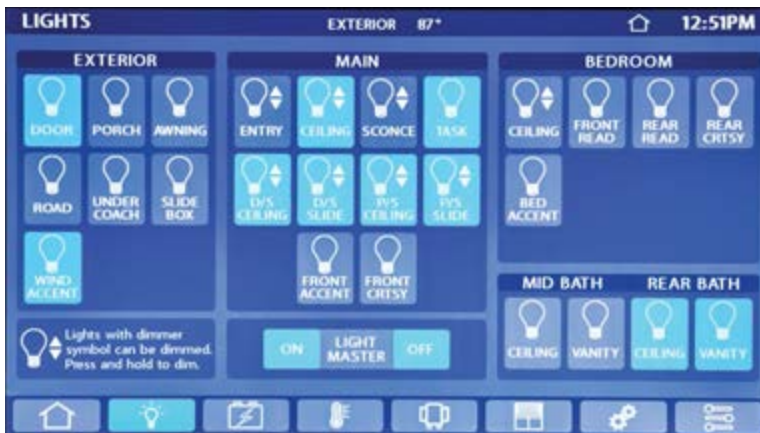 LIGHTS
EXTERIOR 87°
12:51PM
EXTERIOR
DOOR
PORCH
AWNING
ROAD
UNDER
COACH
SLIDE
BOX
WIND
ACCENT
Lights with dimmer
symbol can be dimmed.
Press and hold to dim.
MAIN
ENTRY
CEILING
SCONCE
TASK
D/S
CEILING
D/S
SLIDE
P/S
CEILING
P/S
SLIDE
FRONT
ACCENT
FRONT
CRTSY
ON
LIGHT
MASTER
OFF
BEDROOM
CEILING
FRONT
READ
REAR
READ
REAR
CRTSY
BED
ACCENT
MID BATH
REAR BATH
CEILING
VANITY
CEILING
VANITY